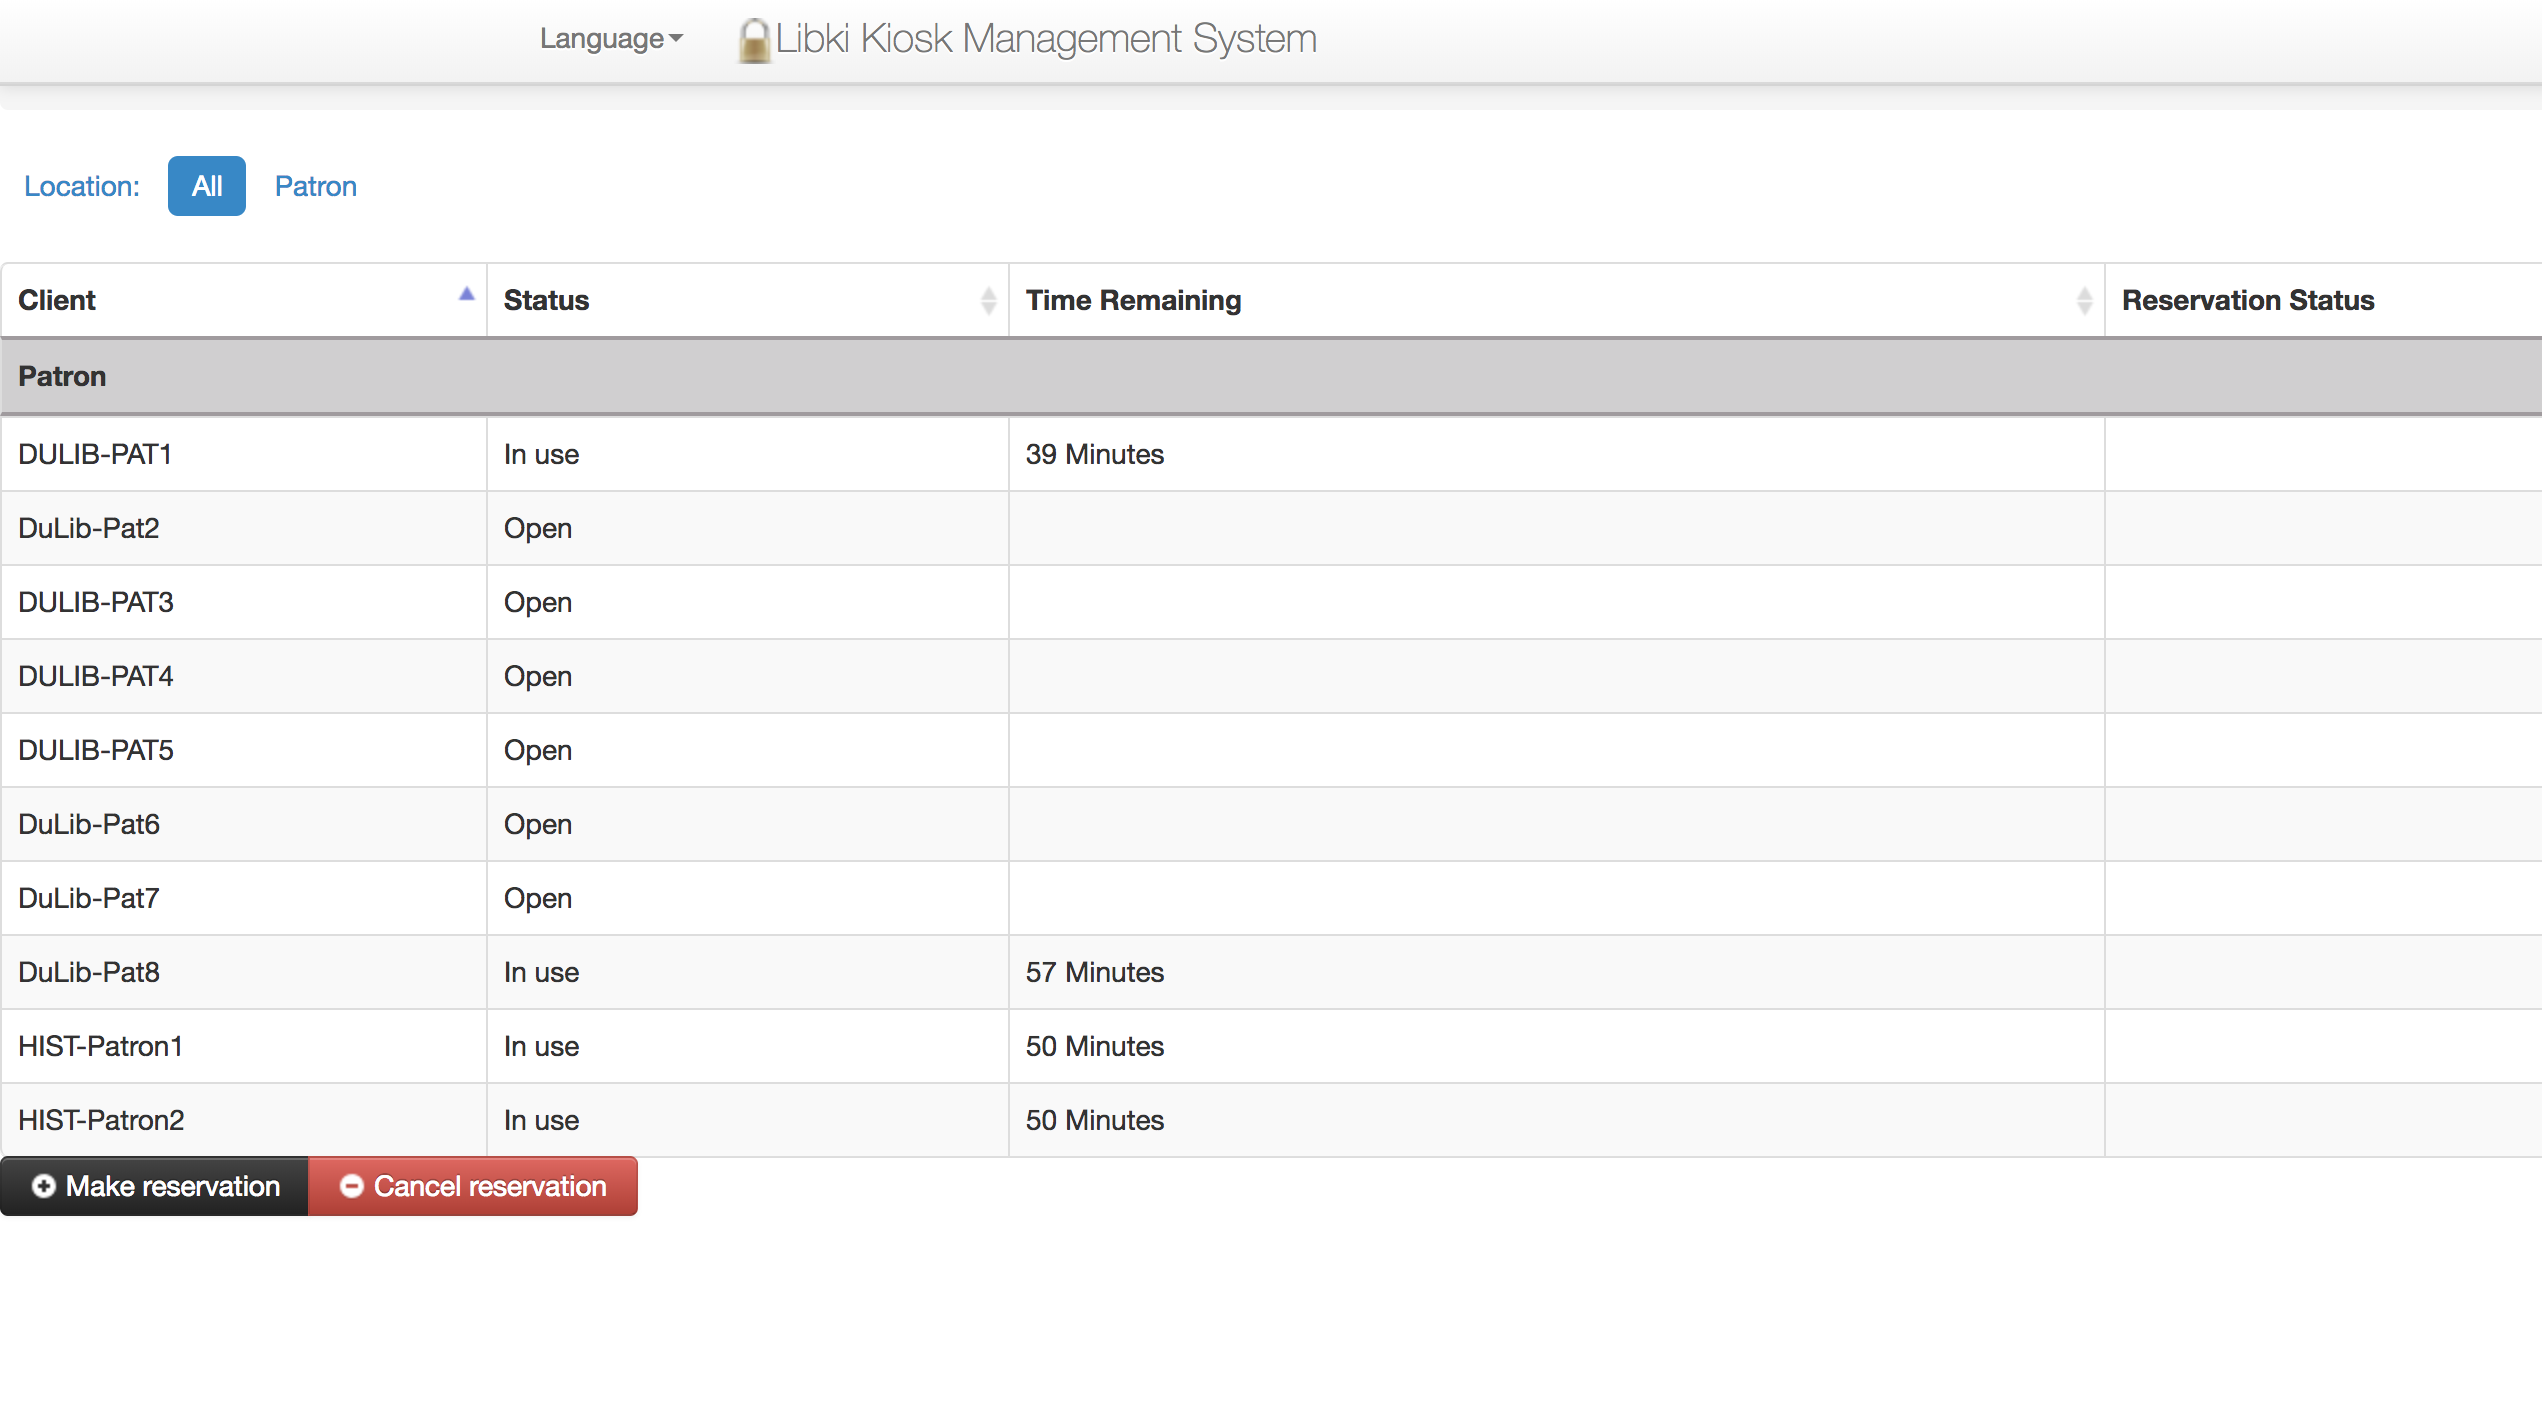 Language Libki Kiosk Management System
Location: All Patron
Client Status Time Remaining Reservation Status
Patron
DULIB-PAT1 In use 39 Minutes
DuLib-Pat2 Open
DULIB-PAT3 Open
DULIB-PAT4 Open
DULIB-PAT5 Open
DuLib-Pat6 Open
DuLib-Pat7 Open
DuLib-Pat8 In use 57 Minutes
HIST-Patron1 In use 50 Minutes
HIST-Patron2 In use 50 Minutes
Make reservation Cancel reservation